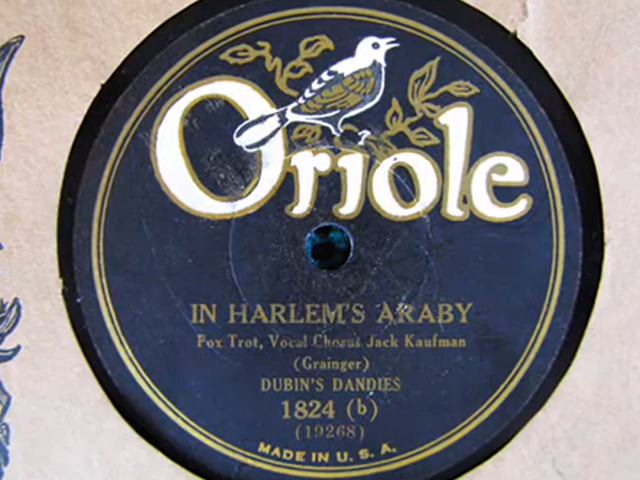 Oriole
IN HARLEM'S ARABY
Fox Trot, Vocal Chorus Jack Kaufman
(Grainger)
DUBIN'S DANDIES
1824 (b)
(19268)
MADE IN U. S. A.